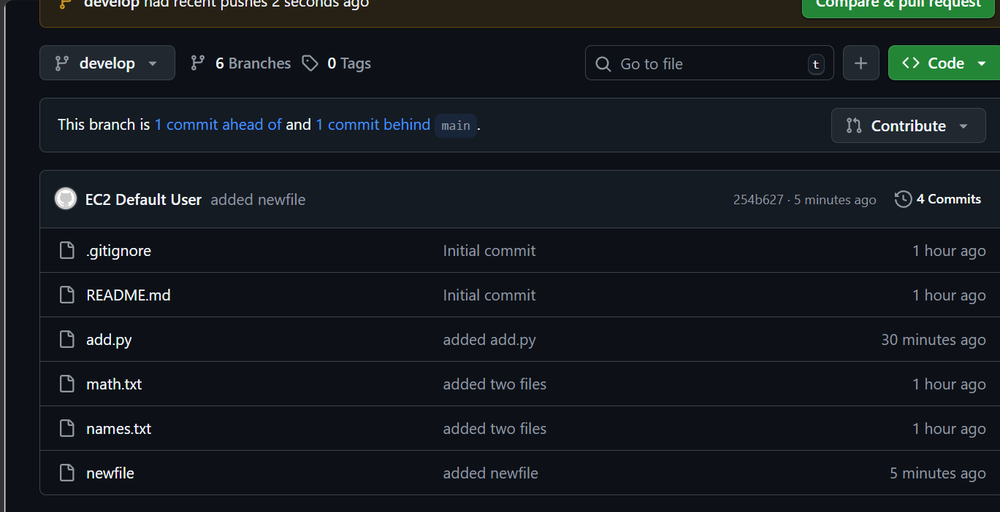 develop had recent pushes 2 seconds ago
Compare & pull request
develop
6 Branches
0 Tags
Go to file
t
Code
This branch is 1 commit ahead of and 1 commit behind main .
Contribute
EC2 Default User added newfile
254b627 · 5 minutes ago
4 Commits
.gitignore Initial commit 1 hour ago
README.md Initial commit 1 hour ago
add.py added add.py 30 minutes ago
math.txt added two files 1 hour ago
names.txt added two files 1 hour ago
newfile added newfile 5 minutes ago